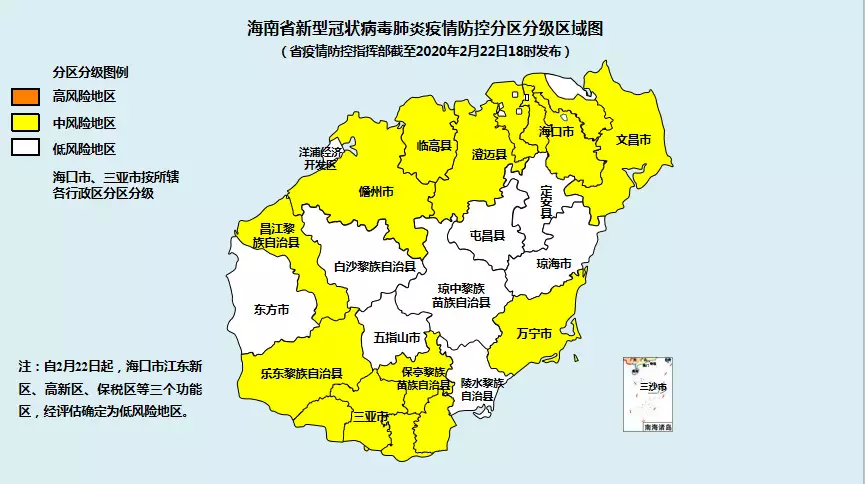 海南省新型冠状病毒肺炎疫情防控分区分级区域图
（省疫情防控指挥部截至2020年2月22日18时发布）
分区分级图例
高风险地区
中风险地区
低风险地区
海口市、三亚市按所辖
各行政区分区分级
洋浦经济
开发区
临高县
澄迈县
海口市
文昌市
儋州市
定安县
屯昌县
昌江黎
族自治县
白沙黎族自治县
琼海市
琼中黎族
苗族自治县
东方市
五指山市
万宁市
乐东黎族自治县
保亭黎族
苗族自治县
陵水黎族
自治县
三亚市
三沙市
南海诸岛
注：自2月22日起，海口市江东新
区、高新区、保税区等三个功能
区，经评估确定为低风险地区。